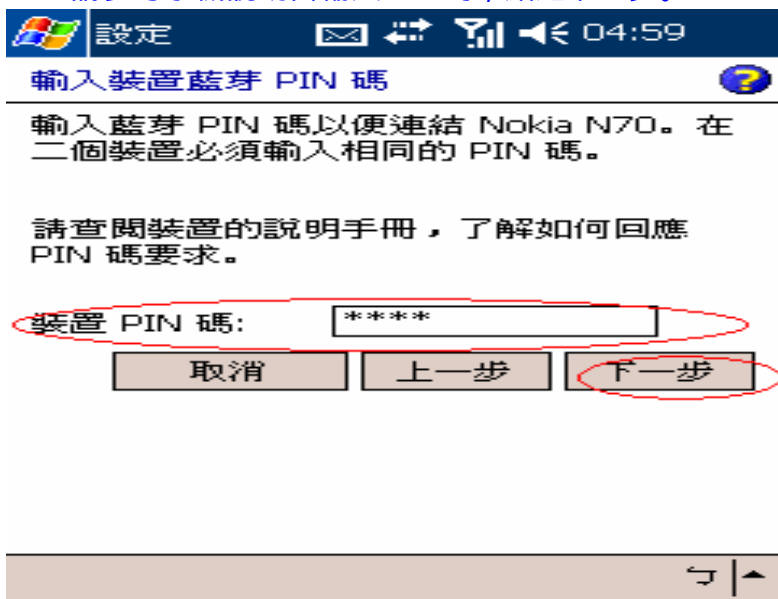 設定 04:59
輸入裝置藍芽 PIN 碼
輸入藍芽 PIN 碼以便連結 Nokia N70。在
二個裝置必須輸入相同的 PIN 碼。
請查閱裝置的說明手冊，了解如何回應
PIN 碼要求。
裝置 PIN 碼: ****
取消 上一步 下一步
ㄅ